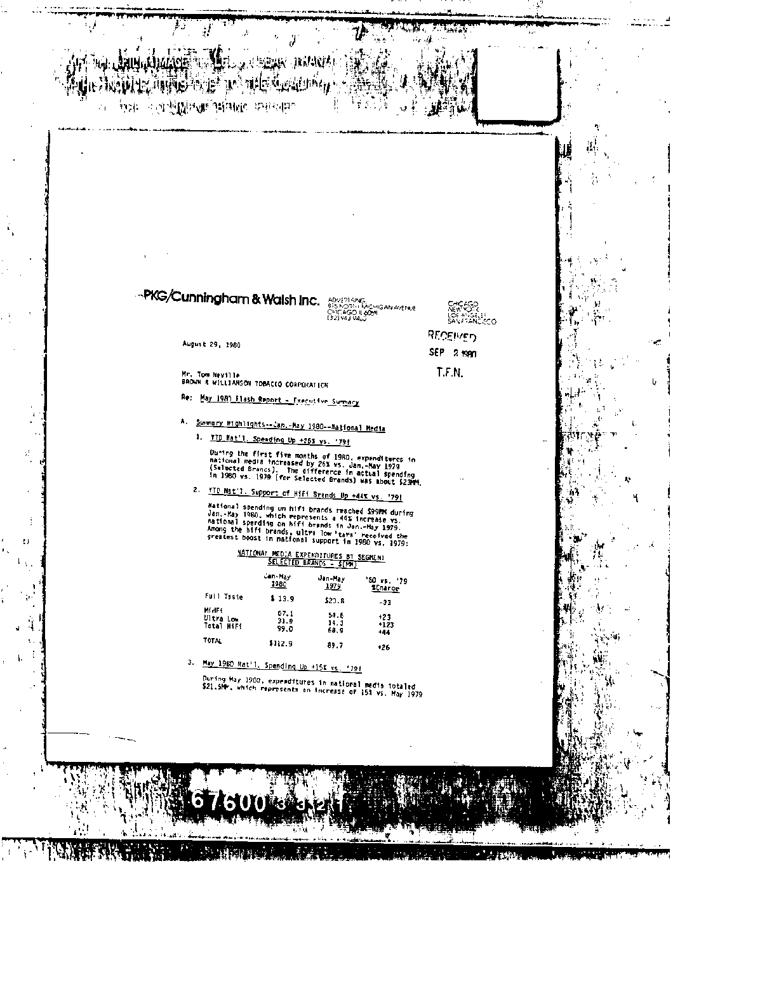 PKG/Cunningham & Walsh Inc.
ADVERTISING
875 NORTH MICHIGAN AVENUE
CHICAGO
CHICAGO
NEW YORK
LOS ANGELES
SAN FRANCISCO
RECEIVED
SEP 2 1980
T.F.N.
August 29, 1980
Mr. Tom Neville
BROWN & WILLIAMSON TOBACCO CORPORATION
Re: May 1980 Flash Report - Executive Summary
A. Summary Highlights--Jan.-May 1980--National Media
1. YTD Nat'l. Spending Up +26% vs. '79!
During the first five months of 1980, expenditures in
national media increased by 26% vs. Jan.-May 1979
(Selected Brands). The difference in actual spending
in 1980 vs. 1979 (for Selected Brands) was about $23MM.
2. YTD Nat'l. Support of HiFi Brands Up +44% vs. '79!
National spending on hifi brands reached $99MM during
Jan.-May 1980, which represents a 44% increase vs.
national spending on hifi brands in Jan.-May 1979.
Among the hifi brands, ultra low 'tars' received the
greatest boost in national support in 1980 vs. 1979:
NATIONAL MEDIA EXPENDITURES BY SEGMENT
SELECTED BRANDS - $(MM)
Jan-May 1980 Jan-May 1979 '80 vs. '79 %Change
Full Taste $ 13.9 $20.8 -33
HiFi 67.1 54.6 +23
Ultra Low 31.9 14.3 +123
Total HiFi 99.0 68.9 +44
TOTAL $112.9 89.7 +26
3. May 1980 Nat'l. Spending Up +15% vs. '79!
During May 1980, expenditures in national media totaled
$21.5MM, which represents an increase of 15% vs. May 1979
67600 3321